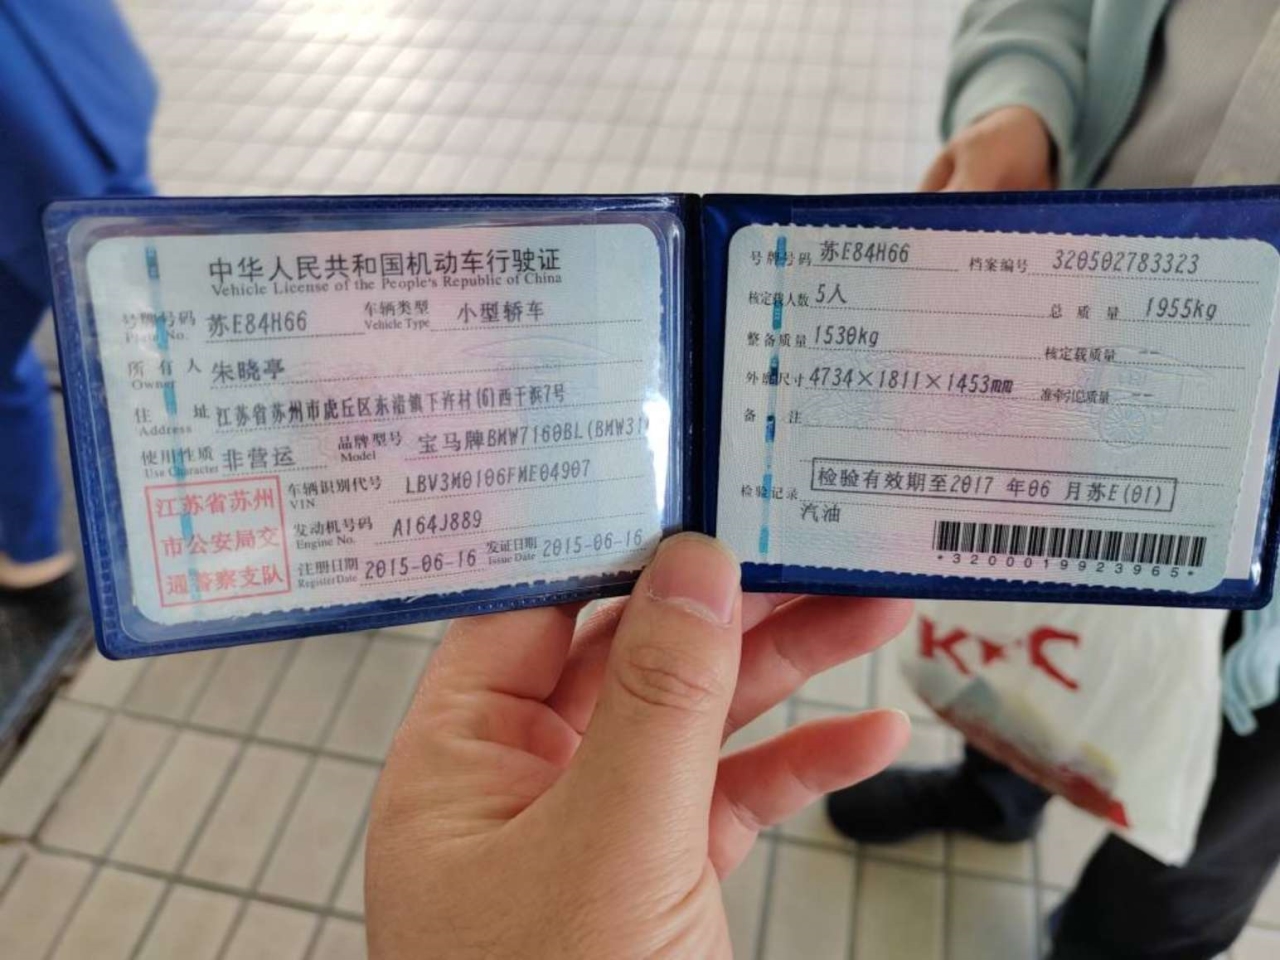 中华人民共和国机动车行驶证
Vehicle License of the People's Republic of China
号牌号码 苏E84H66 车辆类型 小型轿车
Plate No. Vehicle Type
所有人 朱晓亭
Owner
住址 江苏省苏州市虎丘区东渚镇下许村(6)西干浜7号
Address
使用性质 非营运 品牌型号 宝马牌BMW7160BL(BMW31
Use Character Model
江苏省苏州
市公安局交
通警察支队
车辆识别代号 LBV3M0106FME04907
VIN
发动机号码 A164J889
Engine No.
注册日期 2015-06-16 发证日期 2015-06-16
Register Date Issue Date
号牌号码 苏E84H66 档案编号 320502783323
核定载人数 5人 总质量 1955kg
整备质量 1530kg 核定载质量 --
外廓尺寸 4734×1811×1453mm 准牵引总质量 --
备注
检验有效期至2017 年06 月苏E(01)
检验记录
汽油
*3200019923965*
KFC